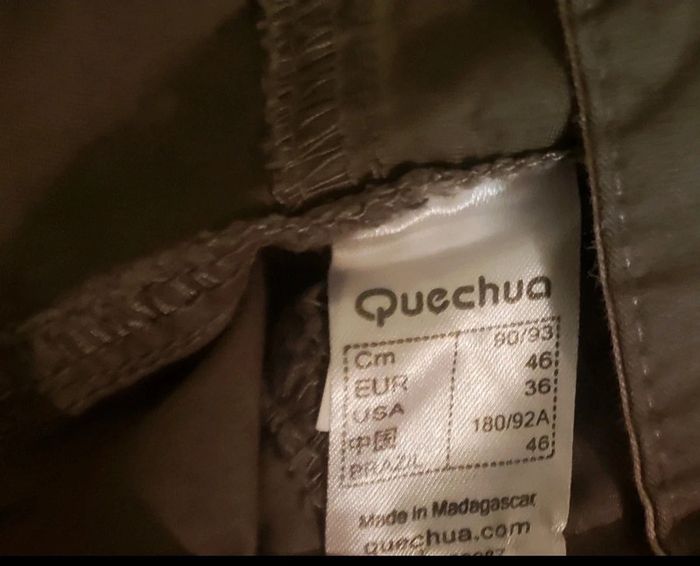 Quechua
Cm 90/93
EUR 46
USA 36
中国 180/92A
BRAZIL 46
Made in Madagascar
quechua.com